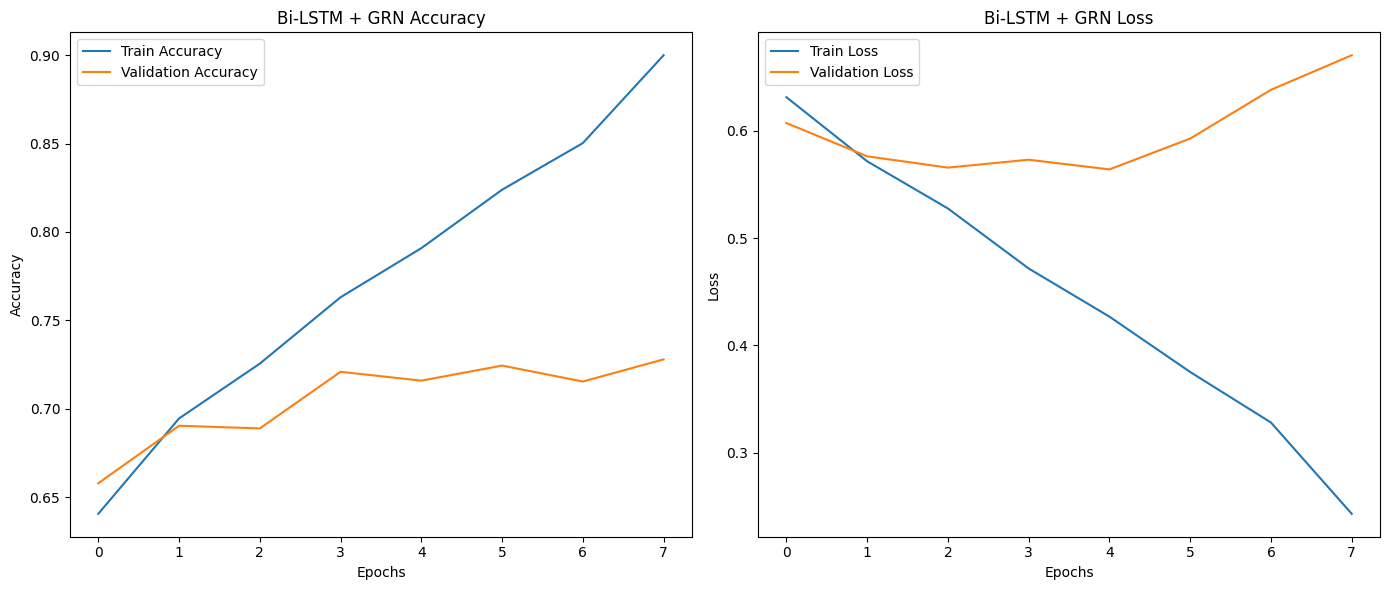 Bi-LSTM + GRN Accuracy
Train Accuracy
Validation Accuracy
0.90
0.85
0.80
0.75
0.70
0.65
Accuracy
0 1 2 3 4 5 6 7
Epochs
Bi-LSTM + GRN Loss
Train Loss
Validation Loss
0.6
0.5
0.4
0.3
Loss
0 1 2 3 4 5 6 7
Epochs